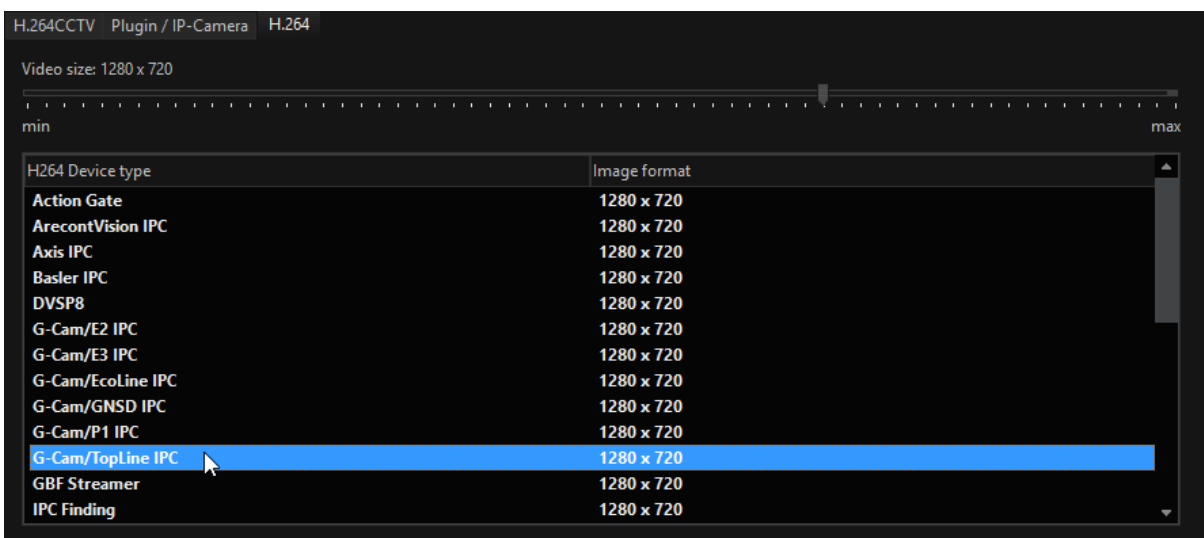 H.264CCTV Plugin / IP-Camera H.264
Video size: 1280 x 720
min max
H264 Device type Image format
Action Gate 1280 x 720
ArecontVision IPC 1280 x 720
Axis IPC 1280 x 720
Basler IPC 1280 x 720
DVSP8 1280 x 720
G-Cam/E2 IPC 1280 x 720
G-Cam/E3 IPC 1280 x 720
G-Cam/EcoLine IPC 1280 x 720
G-Cam/GNSD IPC 1280 x 720
G-Cam/P1 IPC 1280 x 720
G-Cam/TopLine IPC 1280 x 720
GBF Streamer 1280 x 720
IPC Finding 1280 x 720